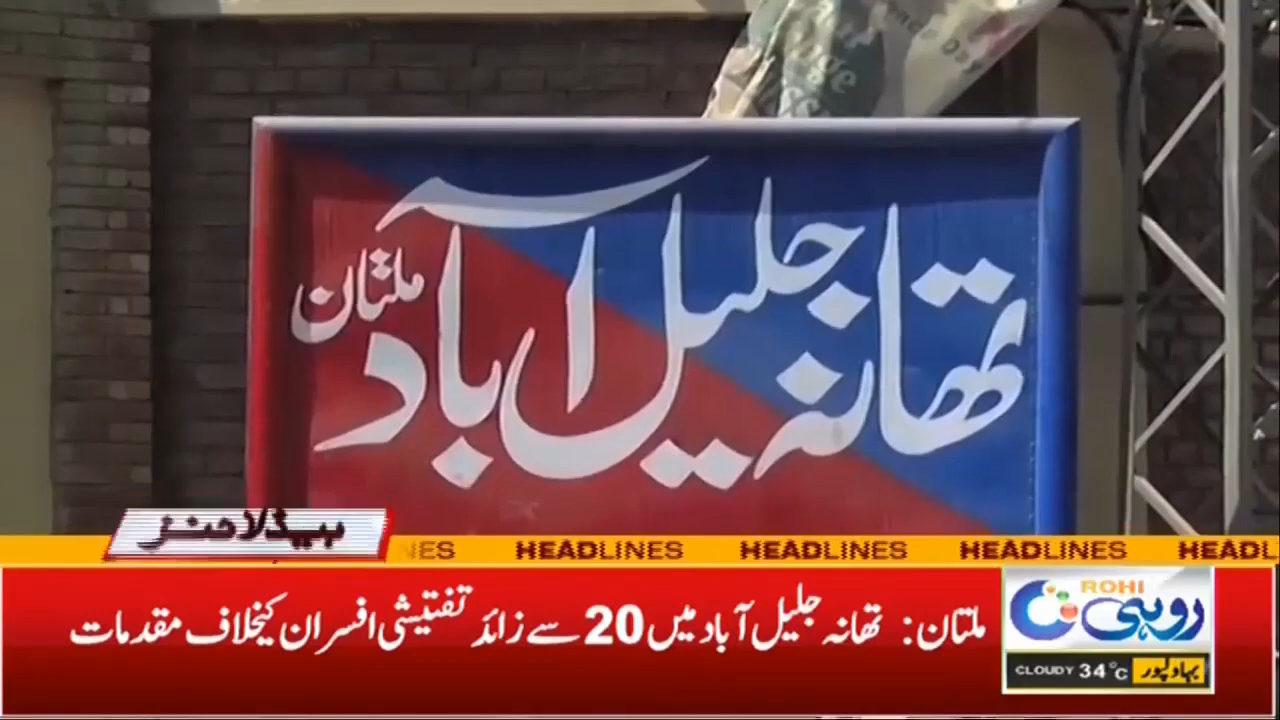 تھانہ جلیل آباد ملتان
ہیڈلائنز
HEADLINES HEADLINES HEADLINES
ROHI
روہی
ملتان: تھانہ جلیل آباد میں 20 سے زائد تفتیشی افسران کیخلاف مقدمات
CLOUDY 34°C بہاولپور